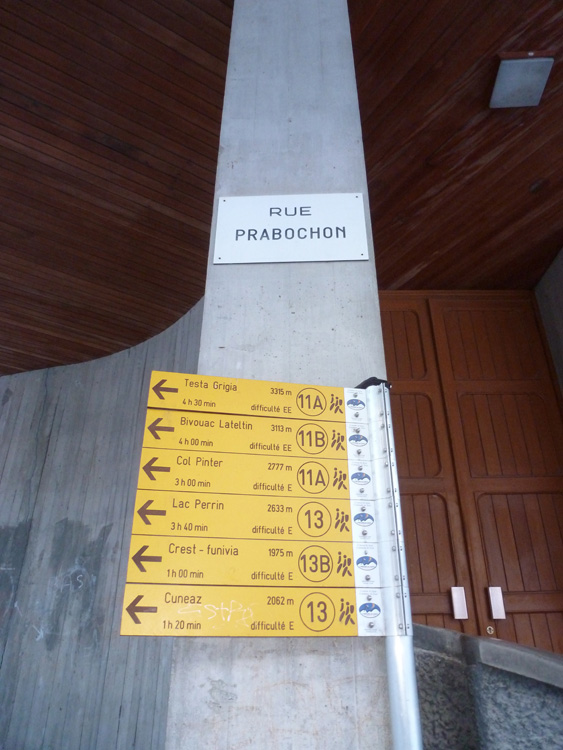 RUE
PRABOCHON
Testa Grigia 3315 m 11A
4 h 30 min difficulté EE
Bivouac Lateltin 3113 m 11B
4 h 00 min difficulté EE
Col Pinter 2777 m 11A
3 h 00 min difficulté E
Lac Perrin 2633 m 13
3 h 40 min difficulté E
Crest - funivia 1975 m 13B
1 h 00 min difficulté E
Cuneaz 2062 m 13
1 h 20 min difficulté E